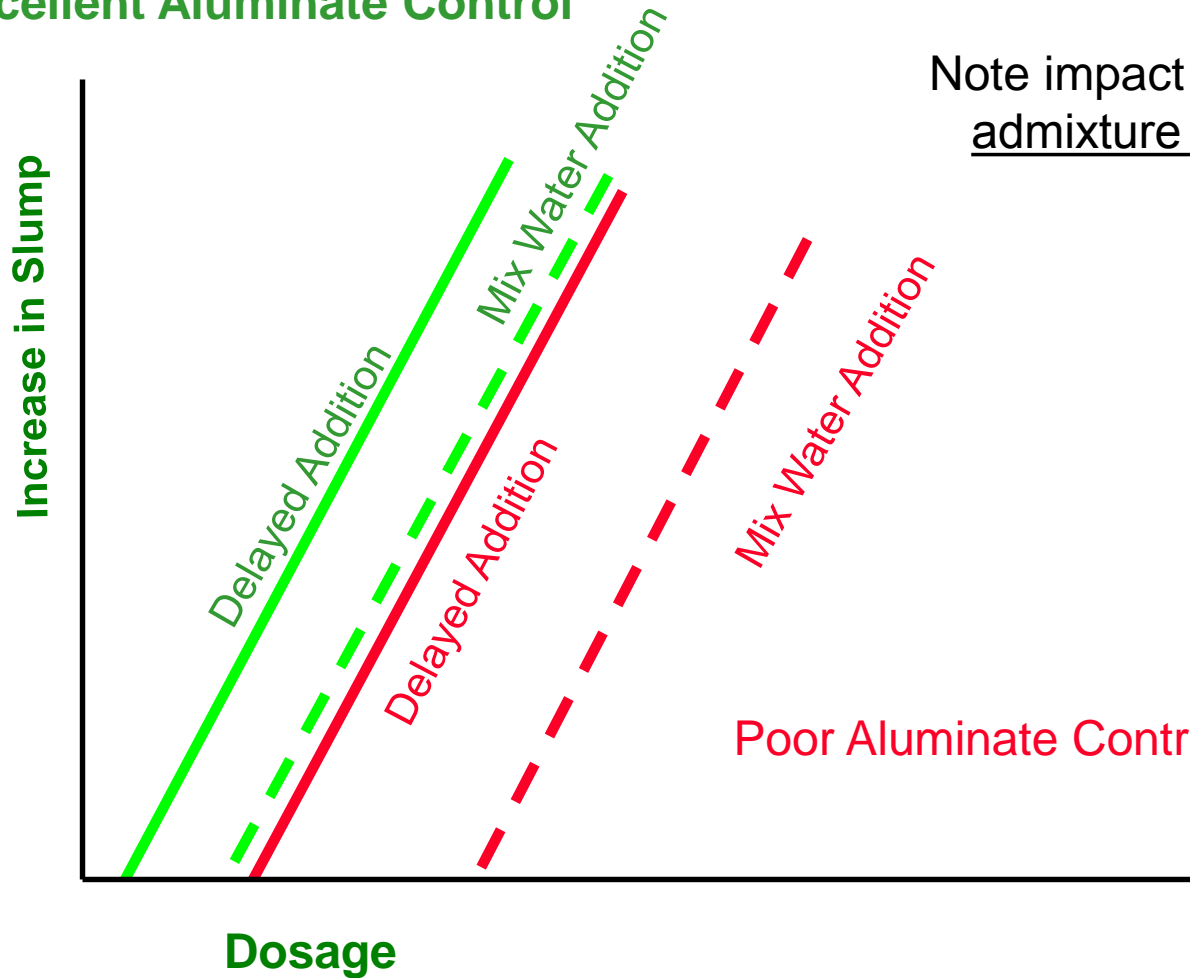 cellent Aluminate Control
Note impact
admixture
Increase in Slump
Mix Water Addition
Delayed Addition
Delayed Addition
Mix Water Addition
Poor Aluminate Contr
Dosage